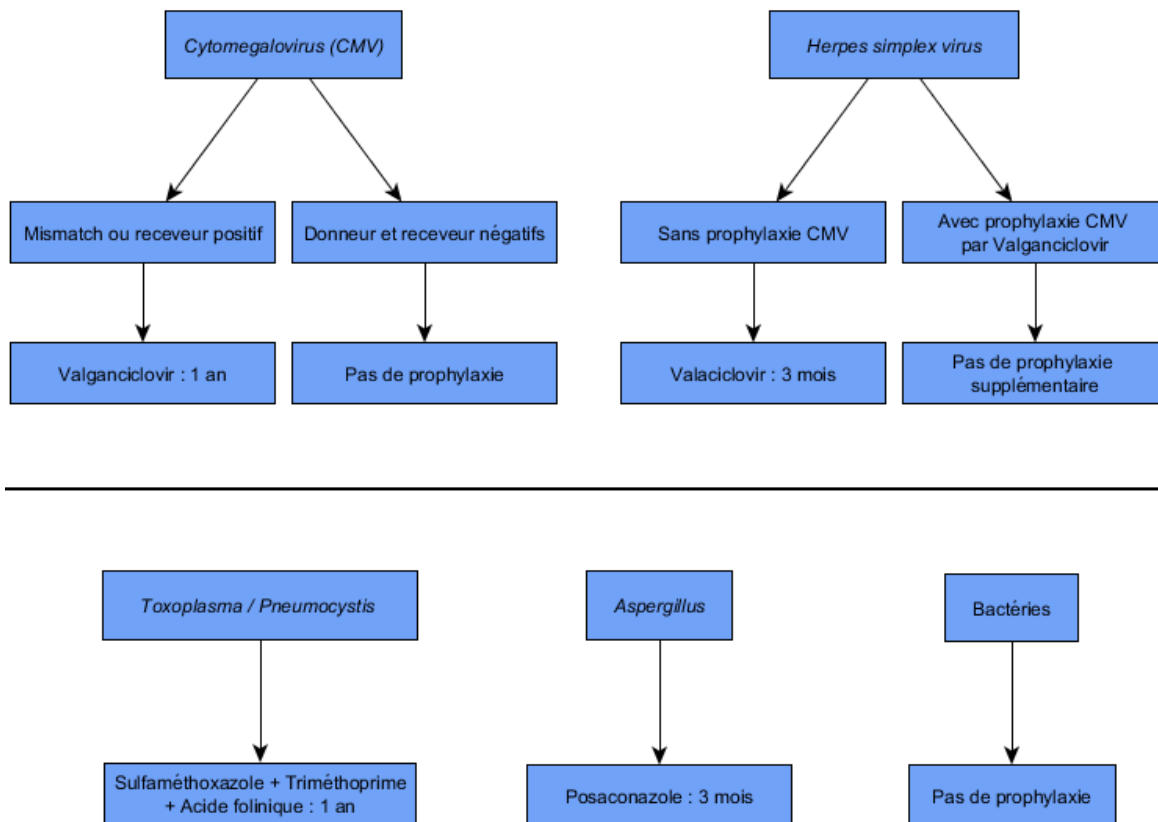 Cytomegalovirus (CMV)
Herpes simplex virus
Mismatch ou receveur positif
Donneur et receveur négatifs
Sans prophylaxie CMV
Avec prophylaxie CMV
par Valganciclovir
Valganciclovir : 1 an
Pas de prophylaxie
Valaciclovir : 3 mois
Pas de prophylaxie
supplémentaire
Toxoplasma / Pneumocystis
Aspergillus
Bactéries
Sulfaméthoxazole + Triméthoprime
+ Acide folinique : 1 an
Posaconazole : 3 mois
Pas de prophylaxie